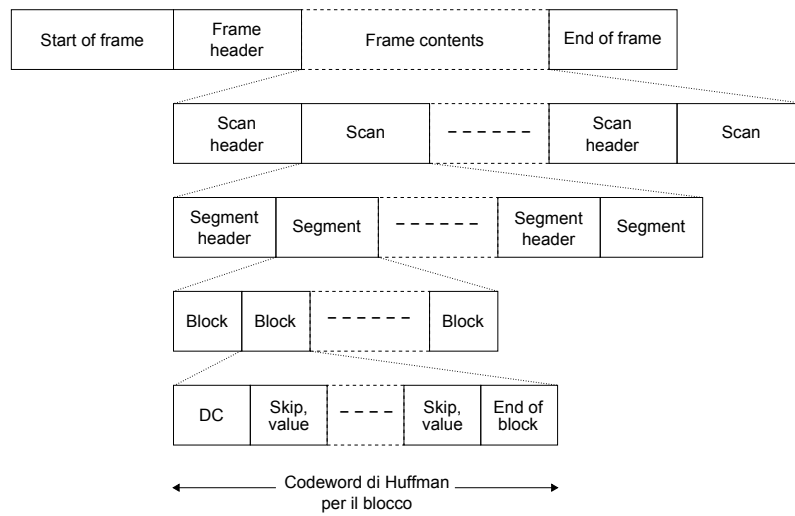 Start of frame
Frame
header
Frame contents
End of frame
Scan
header
Scan
Scan
header
Scan
Segment
header
Segment
Segment
header
Segment
Block
Block
Block
DC
Skip,
value
Skip,
value
End of
block
Codeword di Huffman
per il blocco